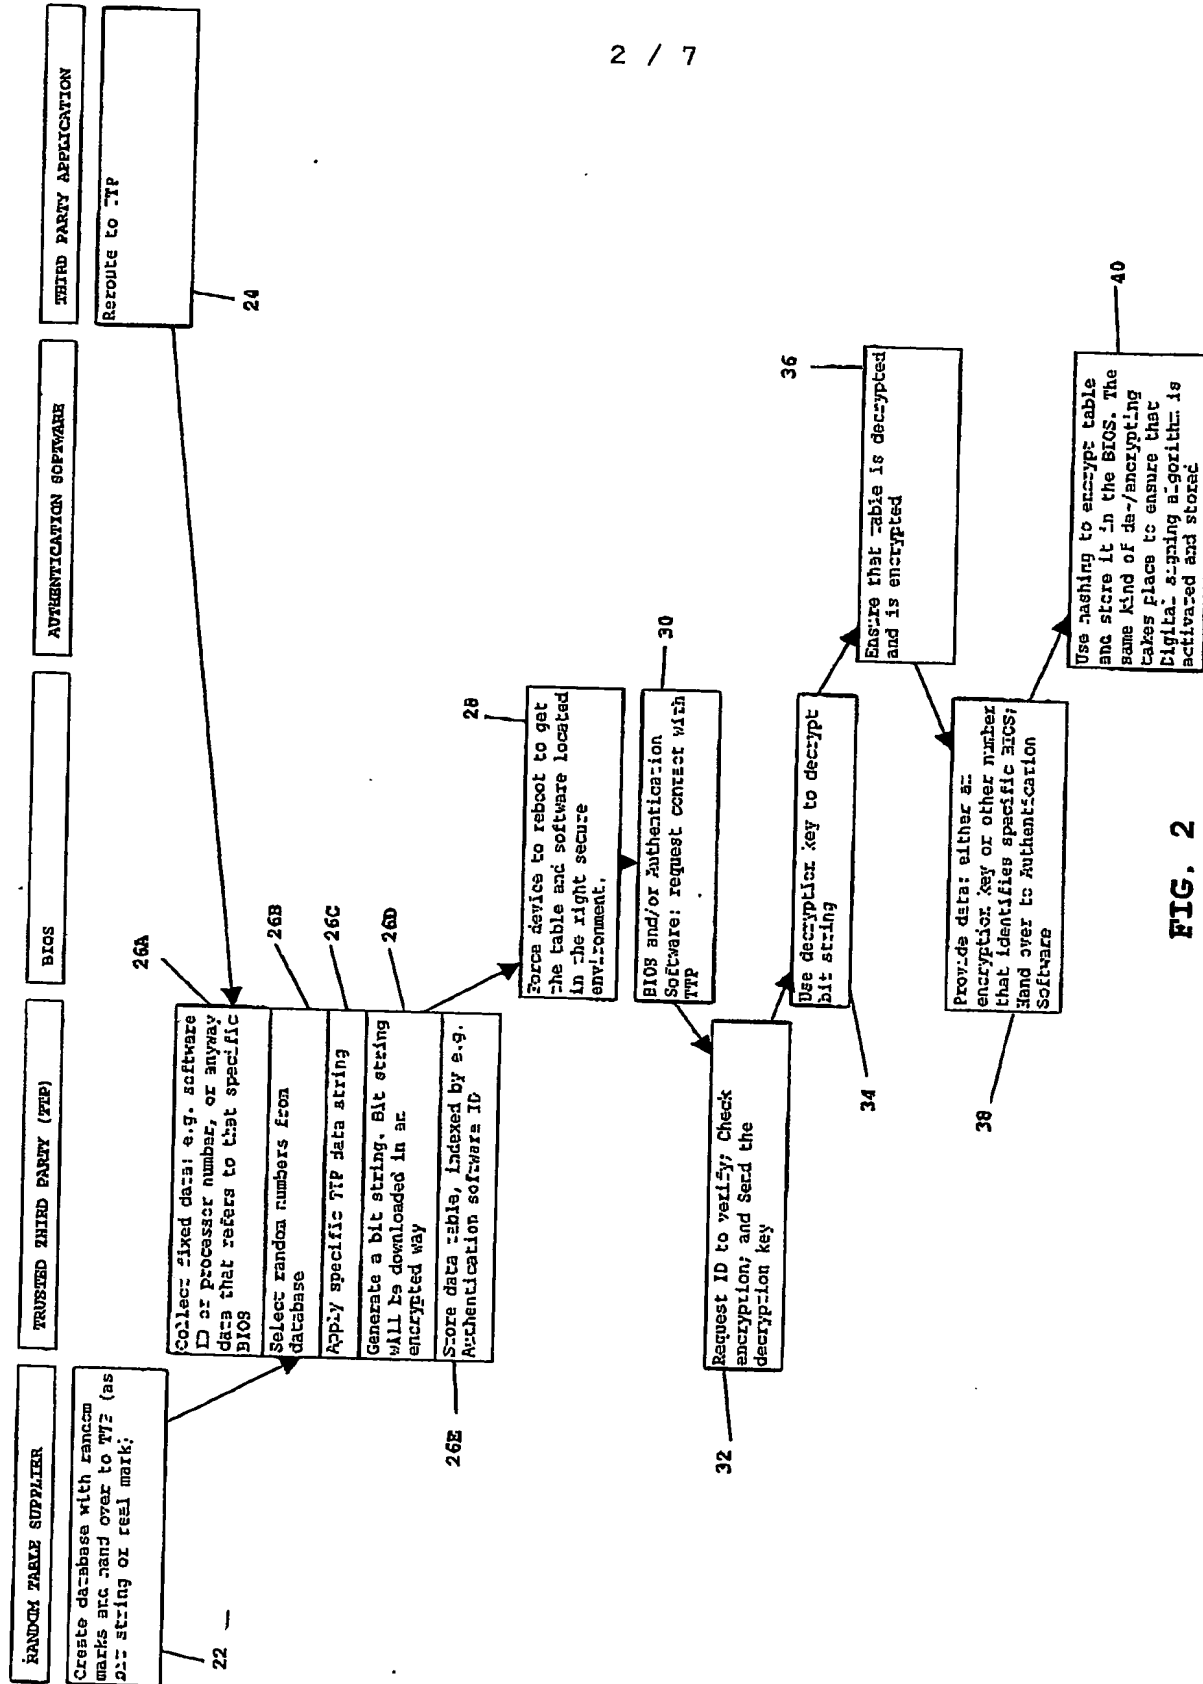 2 / 7
RANDOM TABLE SUPPLIER
TRUSTED THIRD PARTY (TTP)
BIOS
AUTHENTICATION SOFTWARE
THIRD PARTY APPLICATION
Create database with random
marks and hand over to TTP (as
bit string or real mark;
22
Reroute to TTP
24
Collect fixed data: e.g. software
ID or processor number, or anyway
data that refers to that specific
BIOS
26A
Select random numbers from
database
26B
Apply specific TTP data string
26C
Generate a bit string. Bit string
will be downloaded in an
encrypted way
26D
Store data table, indexed by e.g.
Authentication software ID
26E
Force device to reboot to get
the table and software located
in the right secure
environment.
28
BIOS and/or Authentication
Software: request contact with
TTP
30
Request ID to verify; Check
encryption; and Send the
decryption key
32
Use decryption key to decrypt
bit string
34
Ensure that table is decrypted
and is encrypted
36
Provide data: either an
encryption key or other number
that identifies specific BIOS;
Hand over to Authentication
Software
38
Use hashing to encrypt table
and store it in the BIOS. The
same kind of de-/ancrypting
takes place to ensure that
Digital signing algorithm is
activated and stored
40
FIG. 2